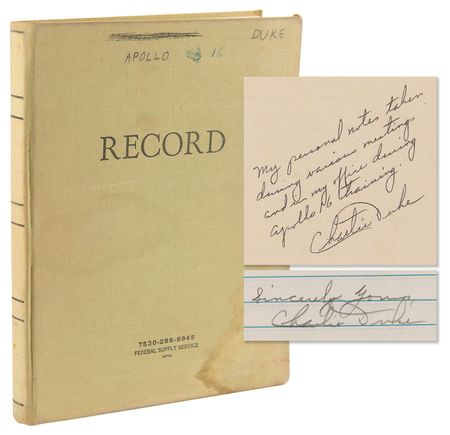 DUKE
APOLLO 16
RECORD
7530-286-6945
FEDERAL SUPPLY SERVICE
My personal notes taken
during various meetings
and in my office during
Apollo 16 training.
Charlie Duke
Sincerely Yours
Charlie Duke